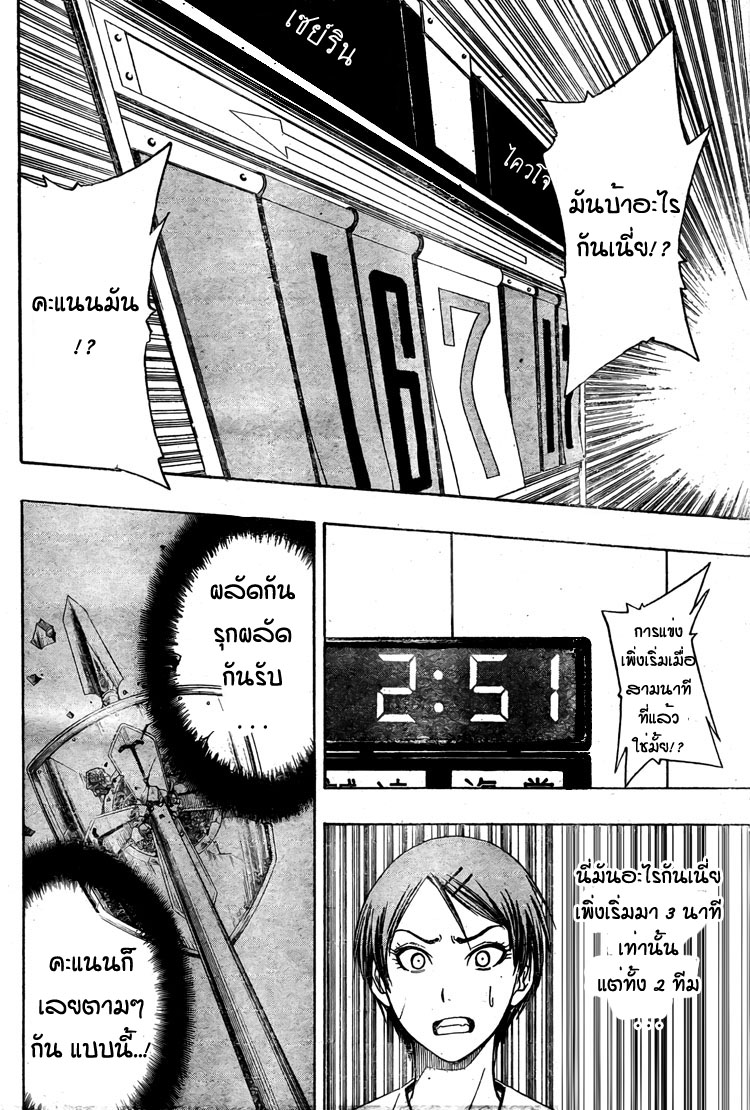 เซย์ริน
ไควโจ
มันบ้าอะไร
กันเนี่ย!?
คะแนนมัน
!?
16
7
17
การแข่ง
เพิ่งเริ่มเมื่อ
สามนาที
ที่แล้ว
ใช่มั้ย!?
2:51
นี่มันอะไรกันเนี่ย
เพิ่งเริ่มมา 3 นาที
เท่านั้น
แต่ทั้ง 2 ทีม
...
ผลัดกัน
รุกผลัด
กันรับ
...
คะแนนก็
เลยตามๆ
กัน แบบนี้...!